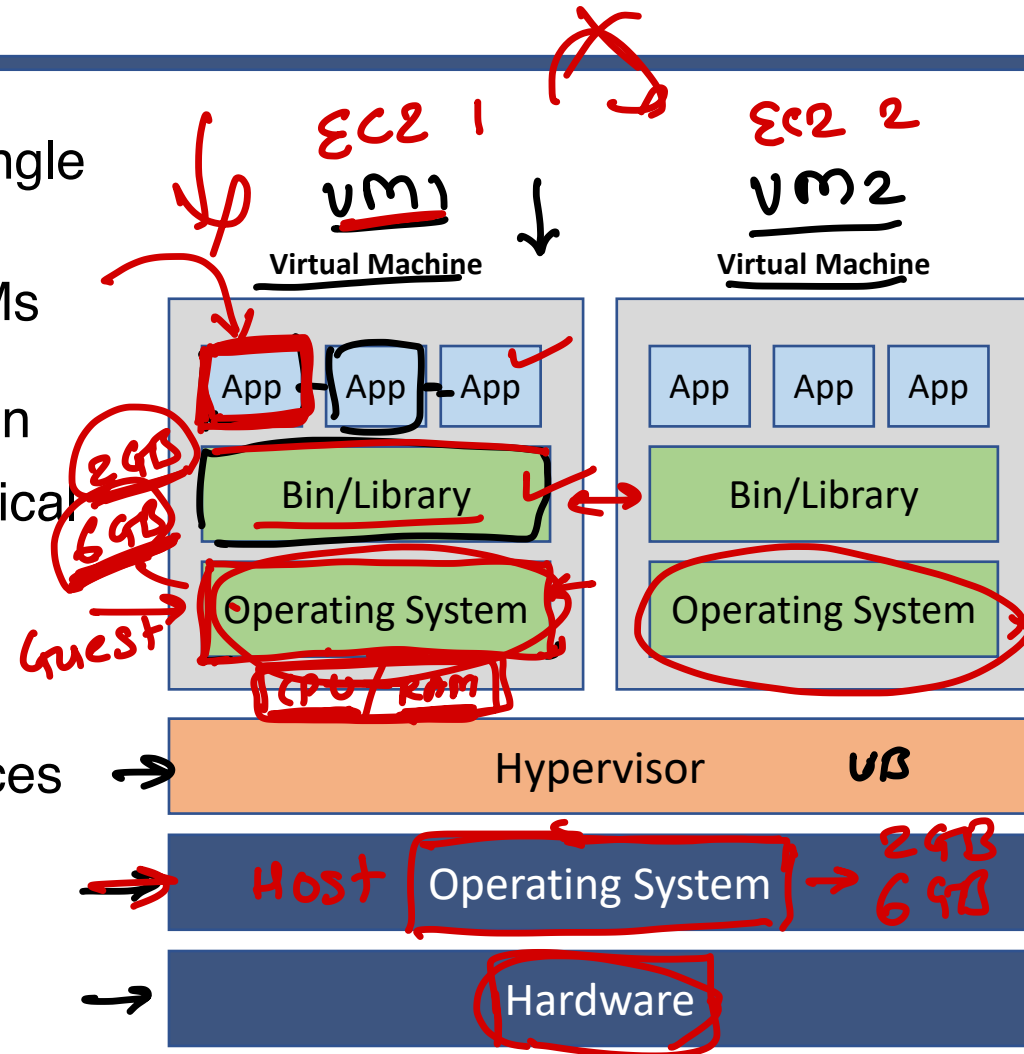 EC2 1 EC2 2
ngle
VM1 VM2
Virtual Machine Virtual Machine
Ms
App App App App App App
n
2GB
Bin/Library Bin/Library
ical
6GB
Operating System Operating System
Guest
CPU / RAM
ces Hypervisor VB
2GB
Host Operating System
6GB
Hardware